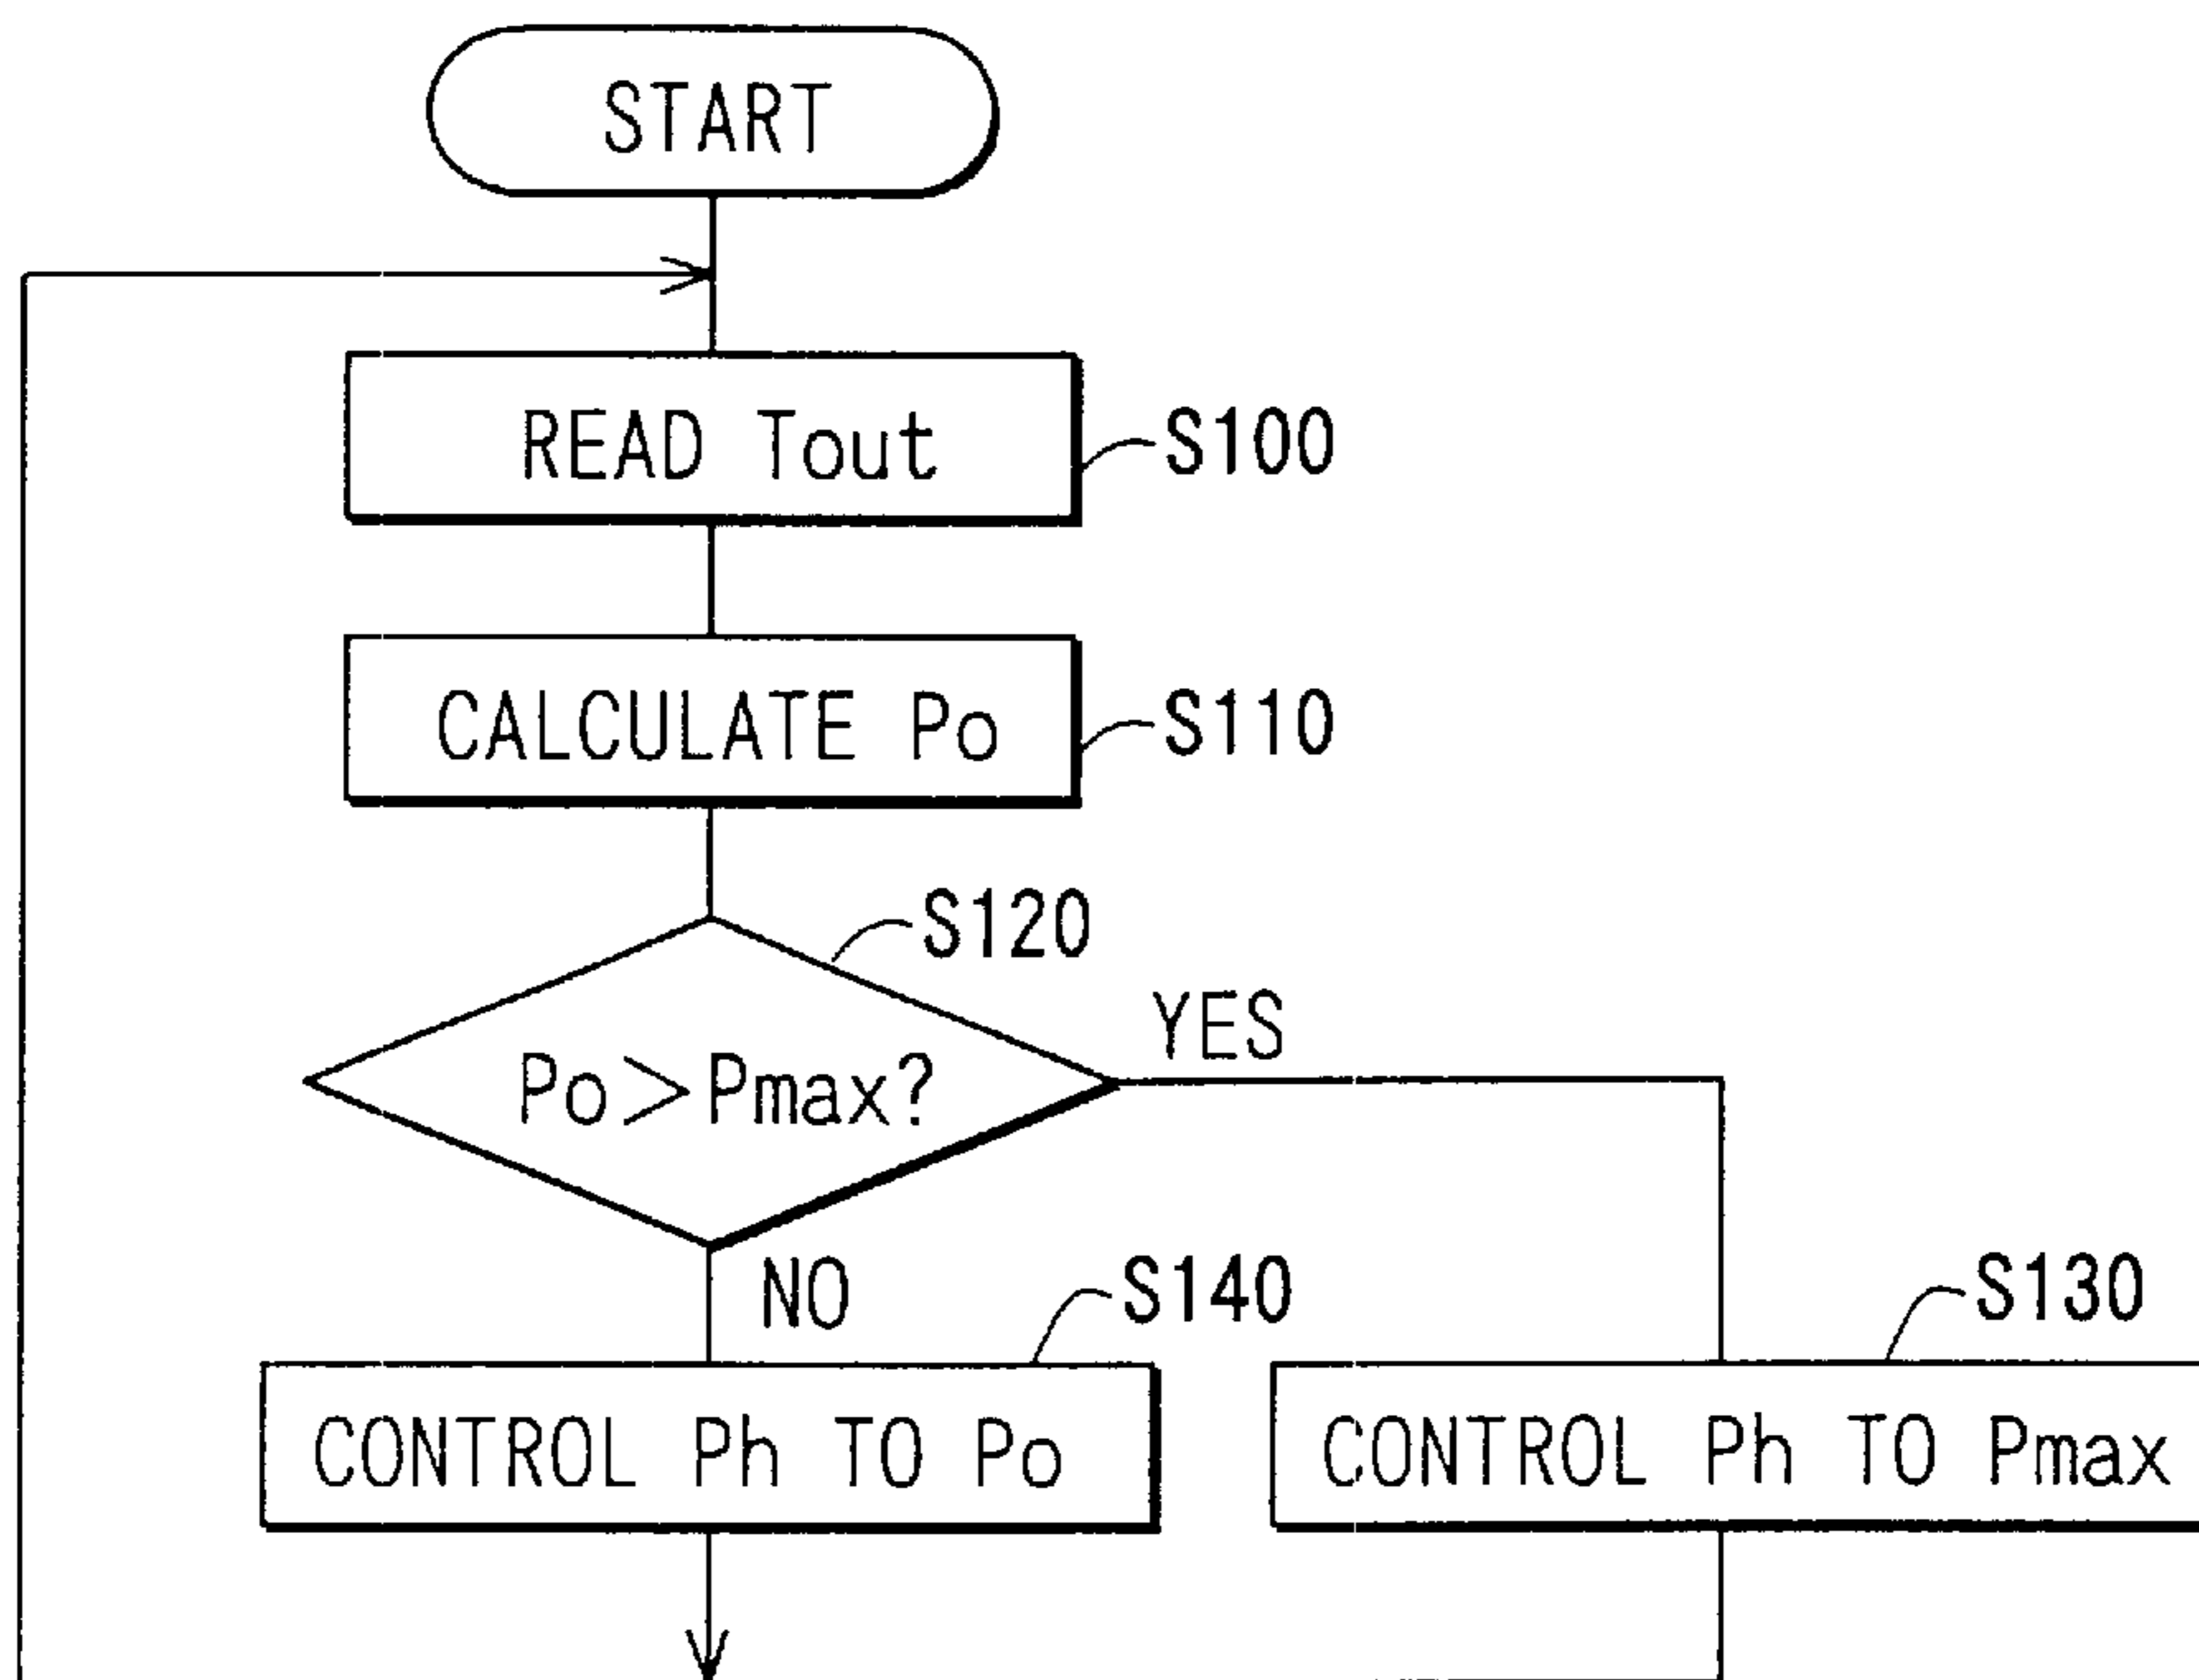 START
READ Tout
S100
CALCULATE Po
S110
S120
YES
Po>Pmax?
NO
S140
S130
CONTROL Ph TO Po
CONTROL Ph TO Pmax